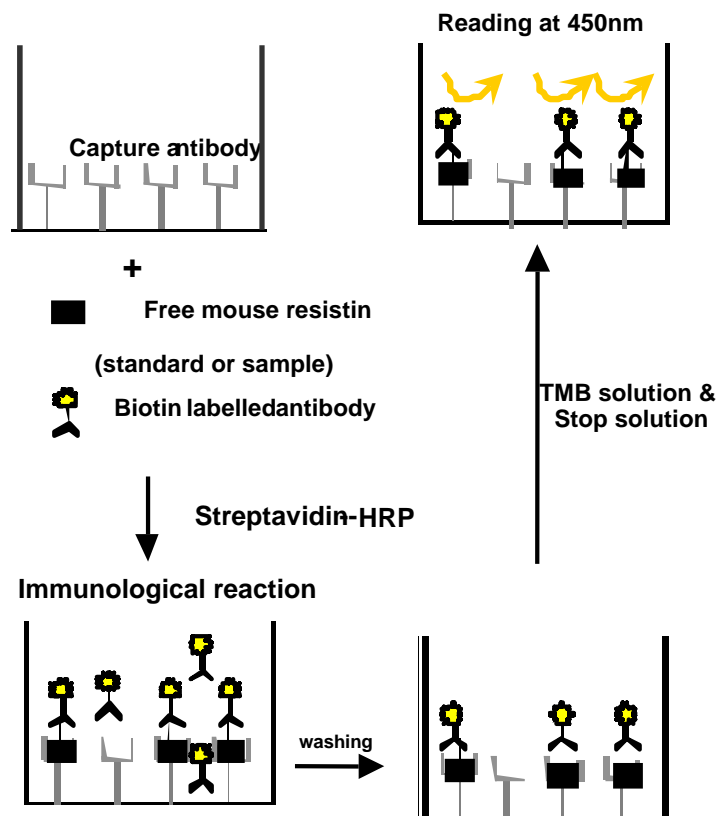 Reading at 450nm
Capture antibody
+
Free mouse resistin
(standard or sample)
Biotin labelledantibody
TMB solution &
Stop solution
Streptavidin-HRP
Immunological reaction
washing